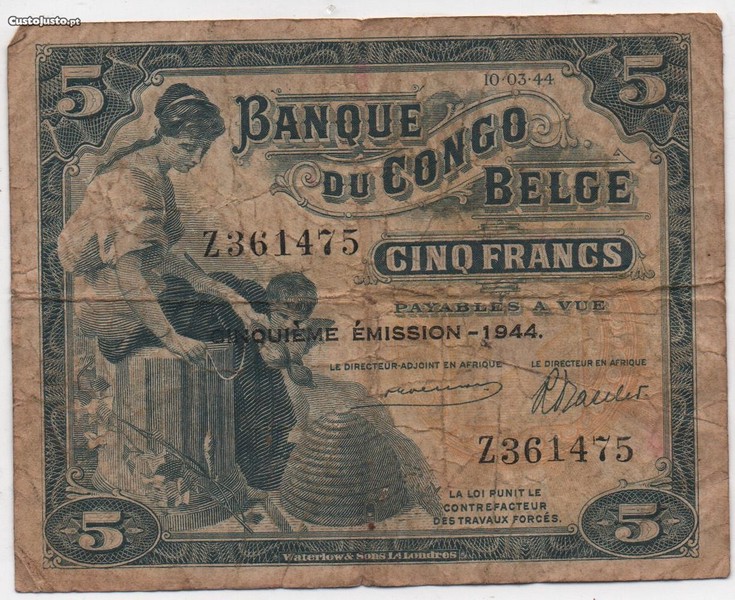 CustoJusto.pt
5 5
10-03-44
BANQUE
DU CONGO
BELGE
Z361475
CINQ FRANCS
PAYABLES A VUE
CINQUIÈME ÉMISSION - 1944.
LE DIRECTEUR-ADJOINT EN AFRIQUE LE DIRECTEUR EN AFRIQUE
Z361475
LA LOI PUNIT LE
CONTREFACTEUR
DES TRAVAUX FORCÉS.
5 5
Waterlow & Sons Ld Londres